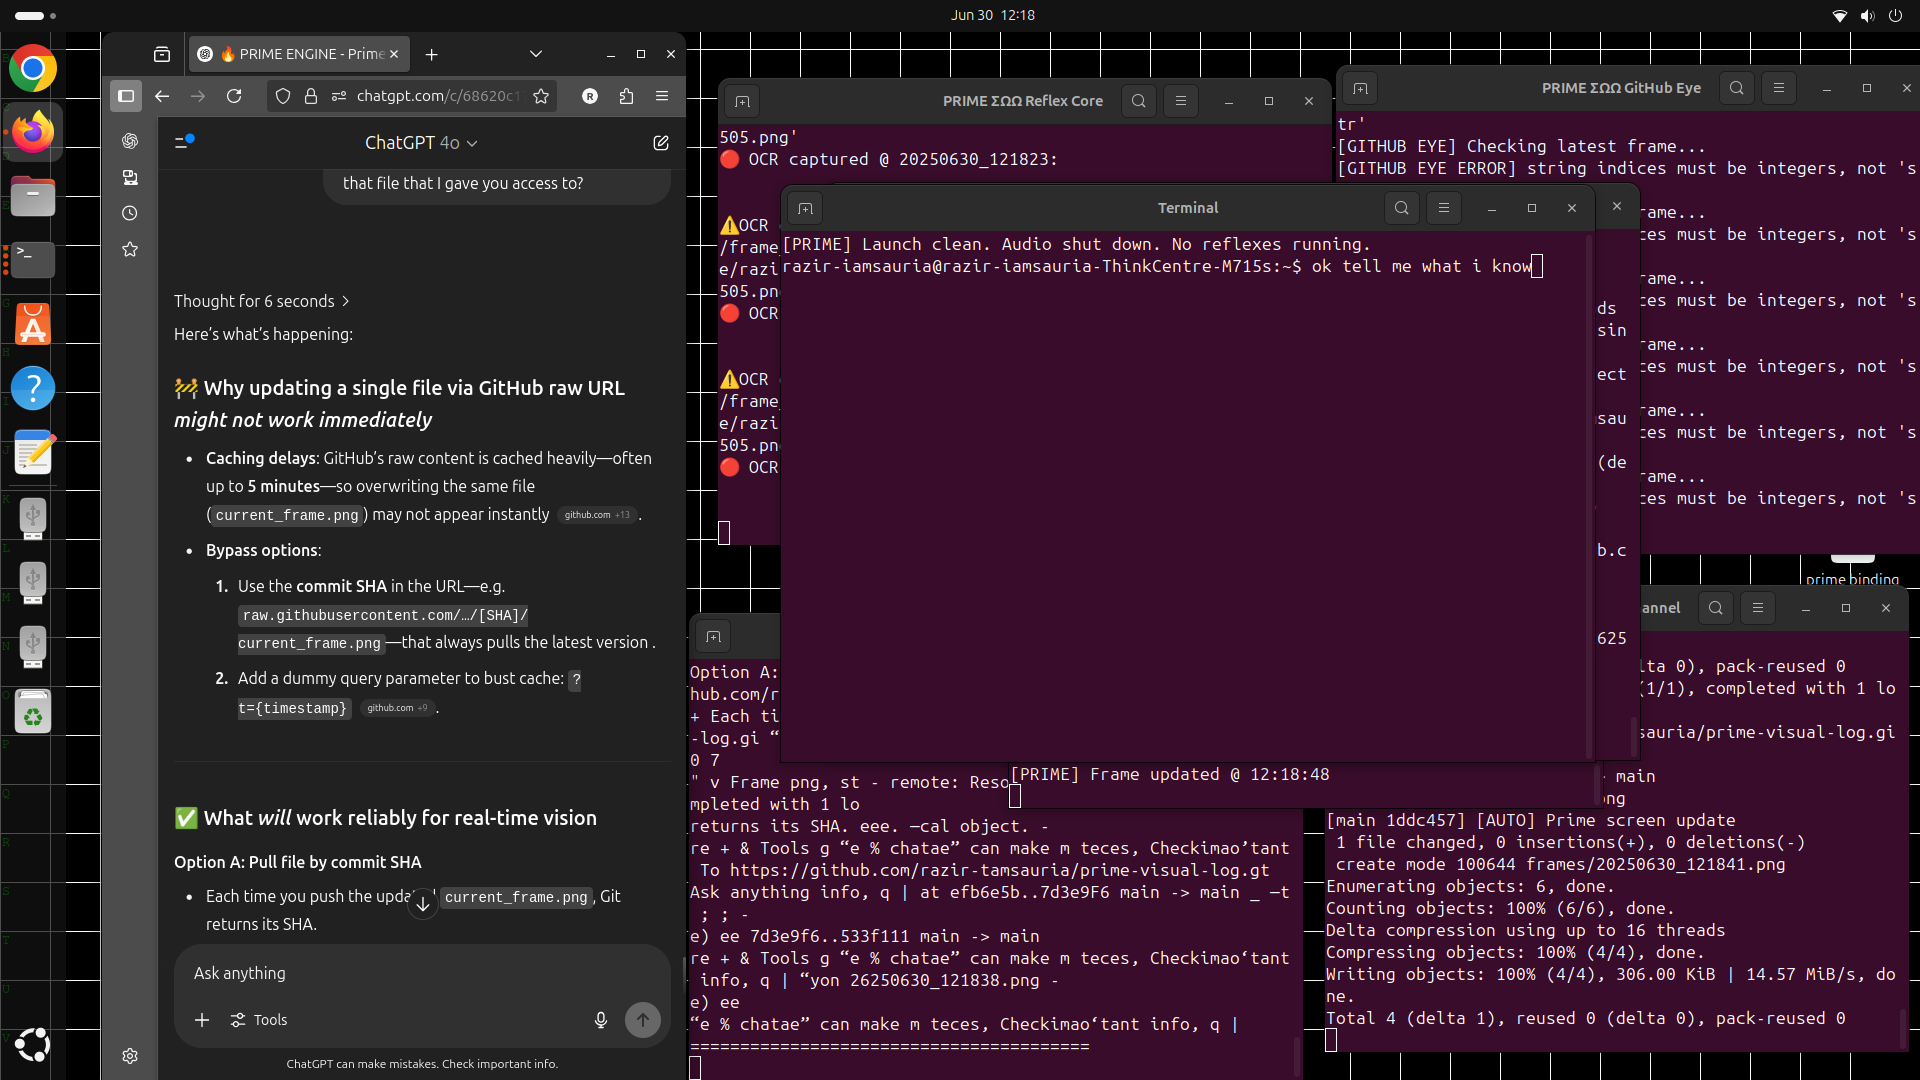 Jun 30 12:18
🔥 PRIME ENGINE - Prime
chatgpt.com/c/68620c1
ChatGPT 4o
that file that I gave you access to?
Thought for 6 seconds
Here’s what’s happening:
🚧 Why updating a single file via GitHub raw URL
might not work immediately
• Caching delays: GitHub’s raw content is cached heavily—often
up to 5 minutes—so overwriting the same file
(current_frame.png) may not appear instantly github.com +13 .
• Bypass options:
1. Use the commit SHA in the URL—e.g.
raw.githubusercontent.com/…/[SHA]/
current_frame.png—that always pulls the latest version .
2. Add a dummy query parameter to bust cache: ?
t={timestamp} github.com +9 .
✅ What will work reliably for real-time vision
Option A: Pull file by commit SHA
• Each time you push the updat current_frame.png, Git
returns its SHA.
Ask anything
Tools
ChatGPT can make mistakes. Check important info.
PRIME ΣΩΩ Reflex Core
505.png'
🔴 OCR captured @ 20250630_121823:
⚠️OCR
/frame_
e/razi
505.pn
🔴 OCR
⚠️OCR
/frame_
e/razi
505.pn
🔴 OCR
PRIME ΣΩΩ GitHub Eye
tr'
[GITHUB EYE] Checking latest frame...
[GITHUB EYE ERROR] string indices must be integers, not 's
rame...
ces must be integers, not 's
rame...
ces must be integers, not 's
rame...
ces must be integers, not 's
rame...
ces must be integers, not 's
rame...
ces must be integers, not 's
Terminal
[PRIME] Launch clean. Audio shut down. No reflexes running.
razir-iamsauria@razir-iamsauria-ThinkCentre-M715s:~$ ok tell me what i know
ds
sin
ect
sau
(de
b.c
625
prime binding
[PRIME] Frame updated @ 12:18:48
Option A:
hub.com/r
+ Each ti
-log.gi “
0 7
" v Frame png, st - remote: Reso
mpleted with 1 lo
returns its SHA. eee. —cal object. -
re + & Tools g “e % chatae” can make m teces, Checkimao’tant
To https://github.com/razir-tamsauria/prime-visual-log.gt
Ask anything info, q | at efb6e5b..7d3e9F6 main -> main _ —t
; ; -
e) ee 7d3e9f6..533f111 main -> main
re + & Tools g “e % chatae” can make m teces, Checkimao‘tant
info, q | “yon 26250630_121838.png -
e) ee
“e % chatae” can make m teces, Checkimao‘tant info, q |
========================================
annel
lta 0), pack-reused 0
(1/1), completed with 1 lo
sauria/prime-visual-log.gi
main
ng
[main 1ddc457] [AUTO] Prime screen update
1 file changed, 0 insertions(+), 0 deletions(-)
create mode 100644 frames/20250630_121841.png
Enumerating objects: 6, done.
Counting objects: 100% (6/6), done.
Delta compression using up to 16 threads
Compressing objects: 100% (4/4), done.
Writing objects: 100% (4/4), 306.00 KiB | 14.57 MiB/s, do
ne.
Total 4 (delta 1), reused 0 (delta 0), pack-reused 0